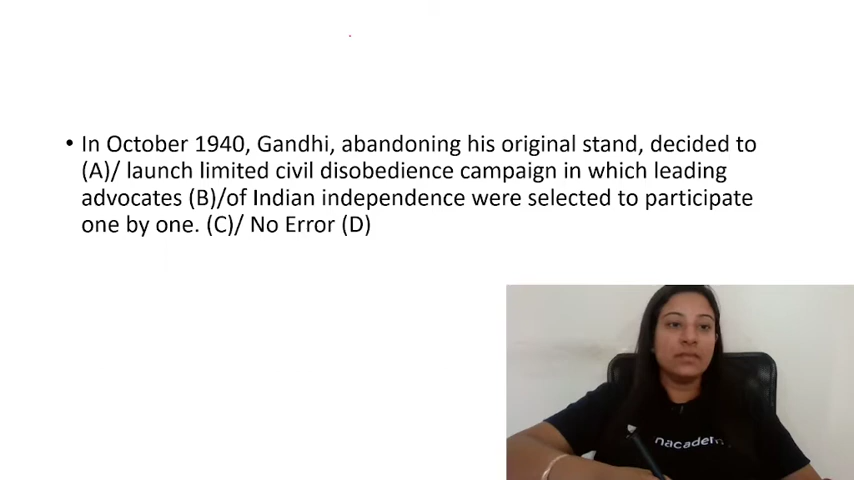 • In October 1940, Gandhi, abandoning his original stand, decided to
(A)/ launch limited civil disobedience campaign in which leading
advocates (B)/of Indian independence were selected to participate
one by one. (C)/ No Error (D)
nacadem